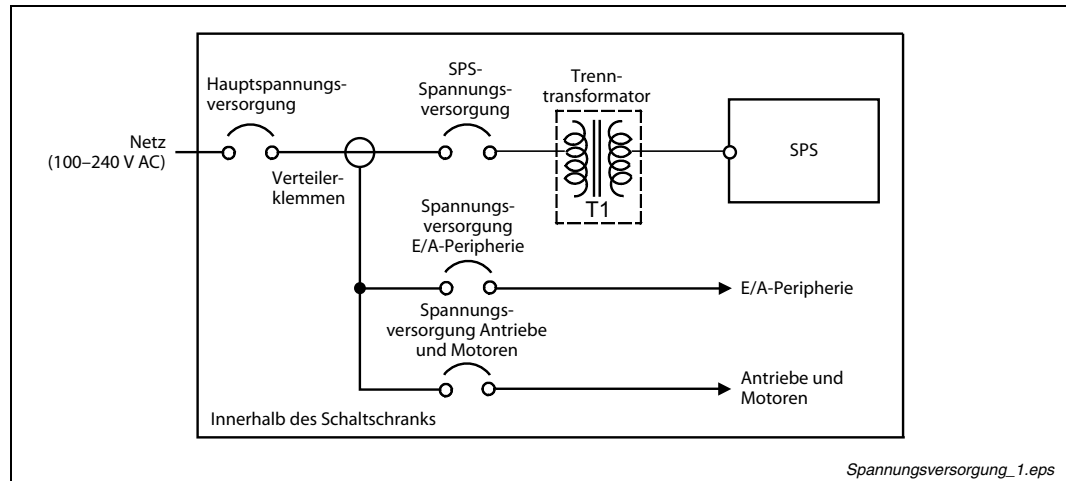 Hauptspannungs-
versorgung
SPS-
Spannungs-
versorgung
Trenn-
transformator
Netz
(100–240 V AC)
SPS
Verteiler-
klemmen
T1
Spannungs-
versorgung
E/A-Peripherie
E/A-Peripherie
Spannungs-
versorgung Antriebe
und Motoren
Antriebe und
Motoren
Innerhalb des Schaltschranks
Spannungsversorgung_1.eps